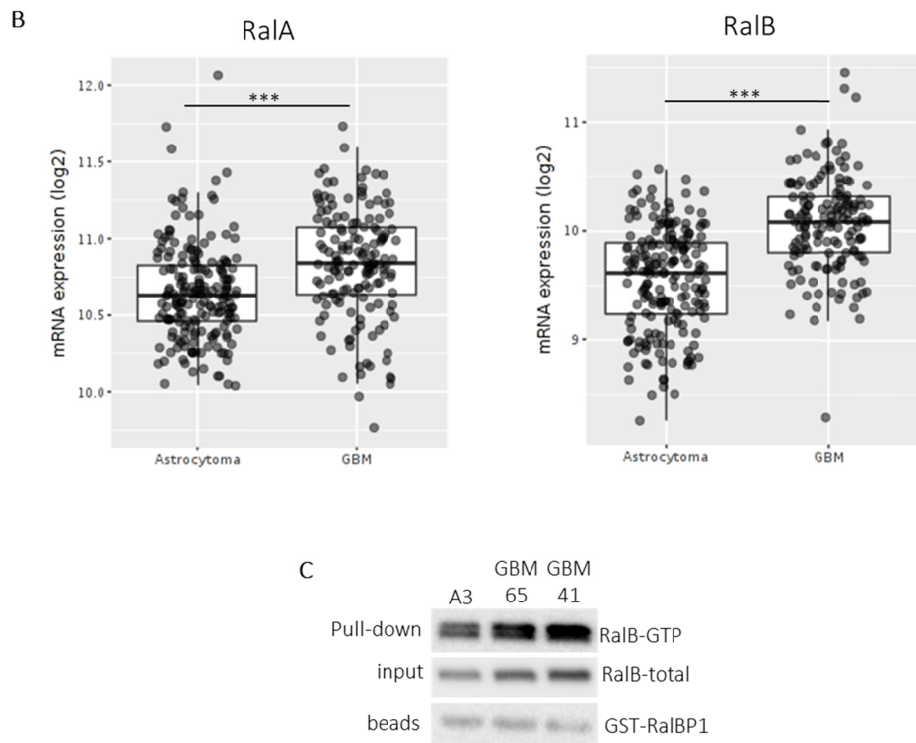 B
RalA
RalB
mRNA expression (log2)
12.0
11.5
11.0
10.5
10.0
***
Astrocytoma
GBM
mRNA expression (log2)
11
10
9
***
Astrocytoma
GBM
C
A3
GBM 65
GBM 41
Pull-down
RalB-GTP
input
RalB-total
beads
GST-RalBP1